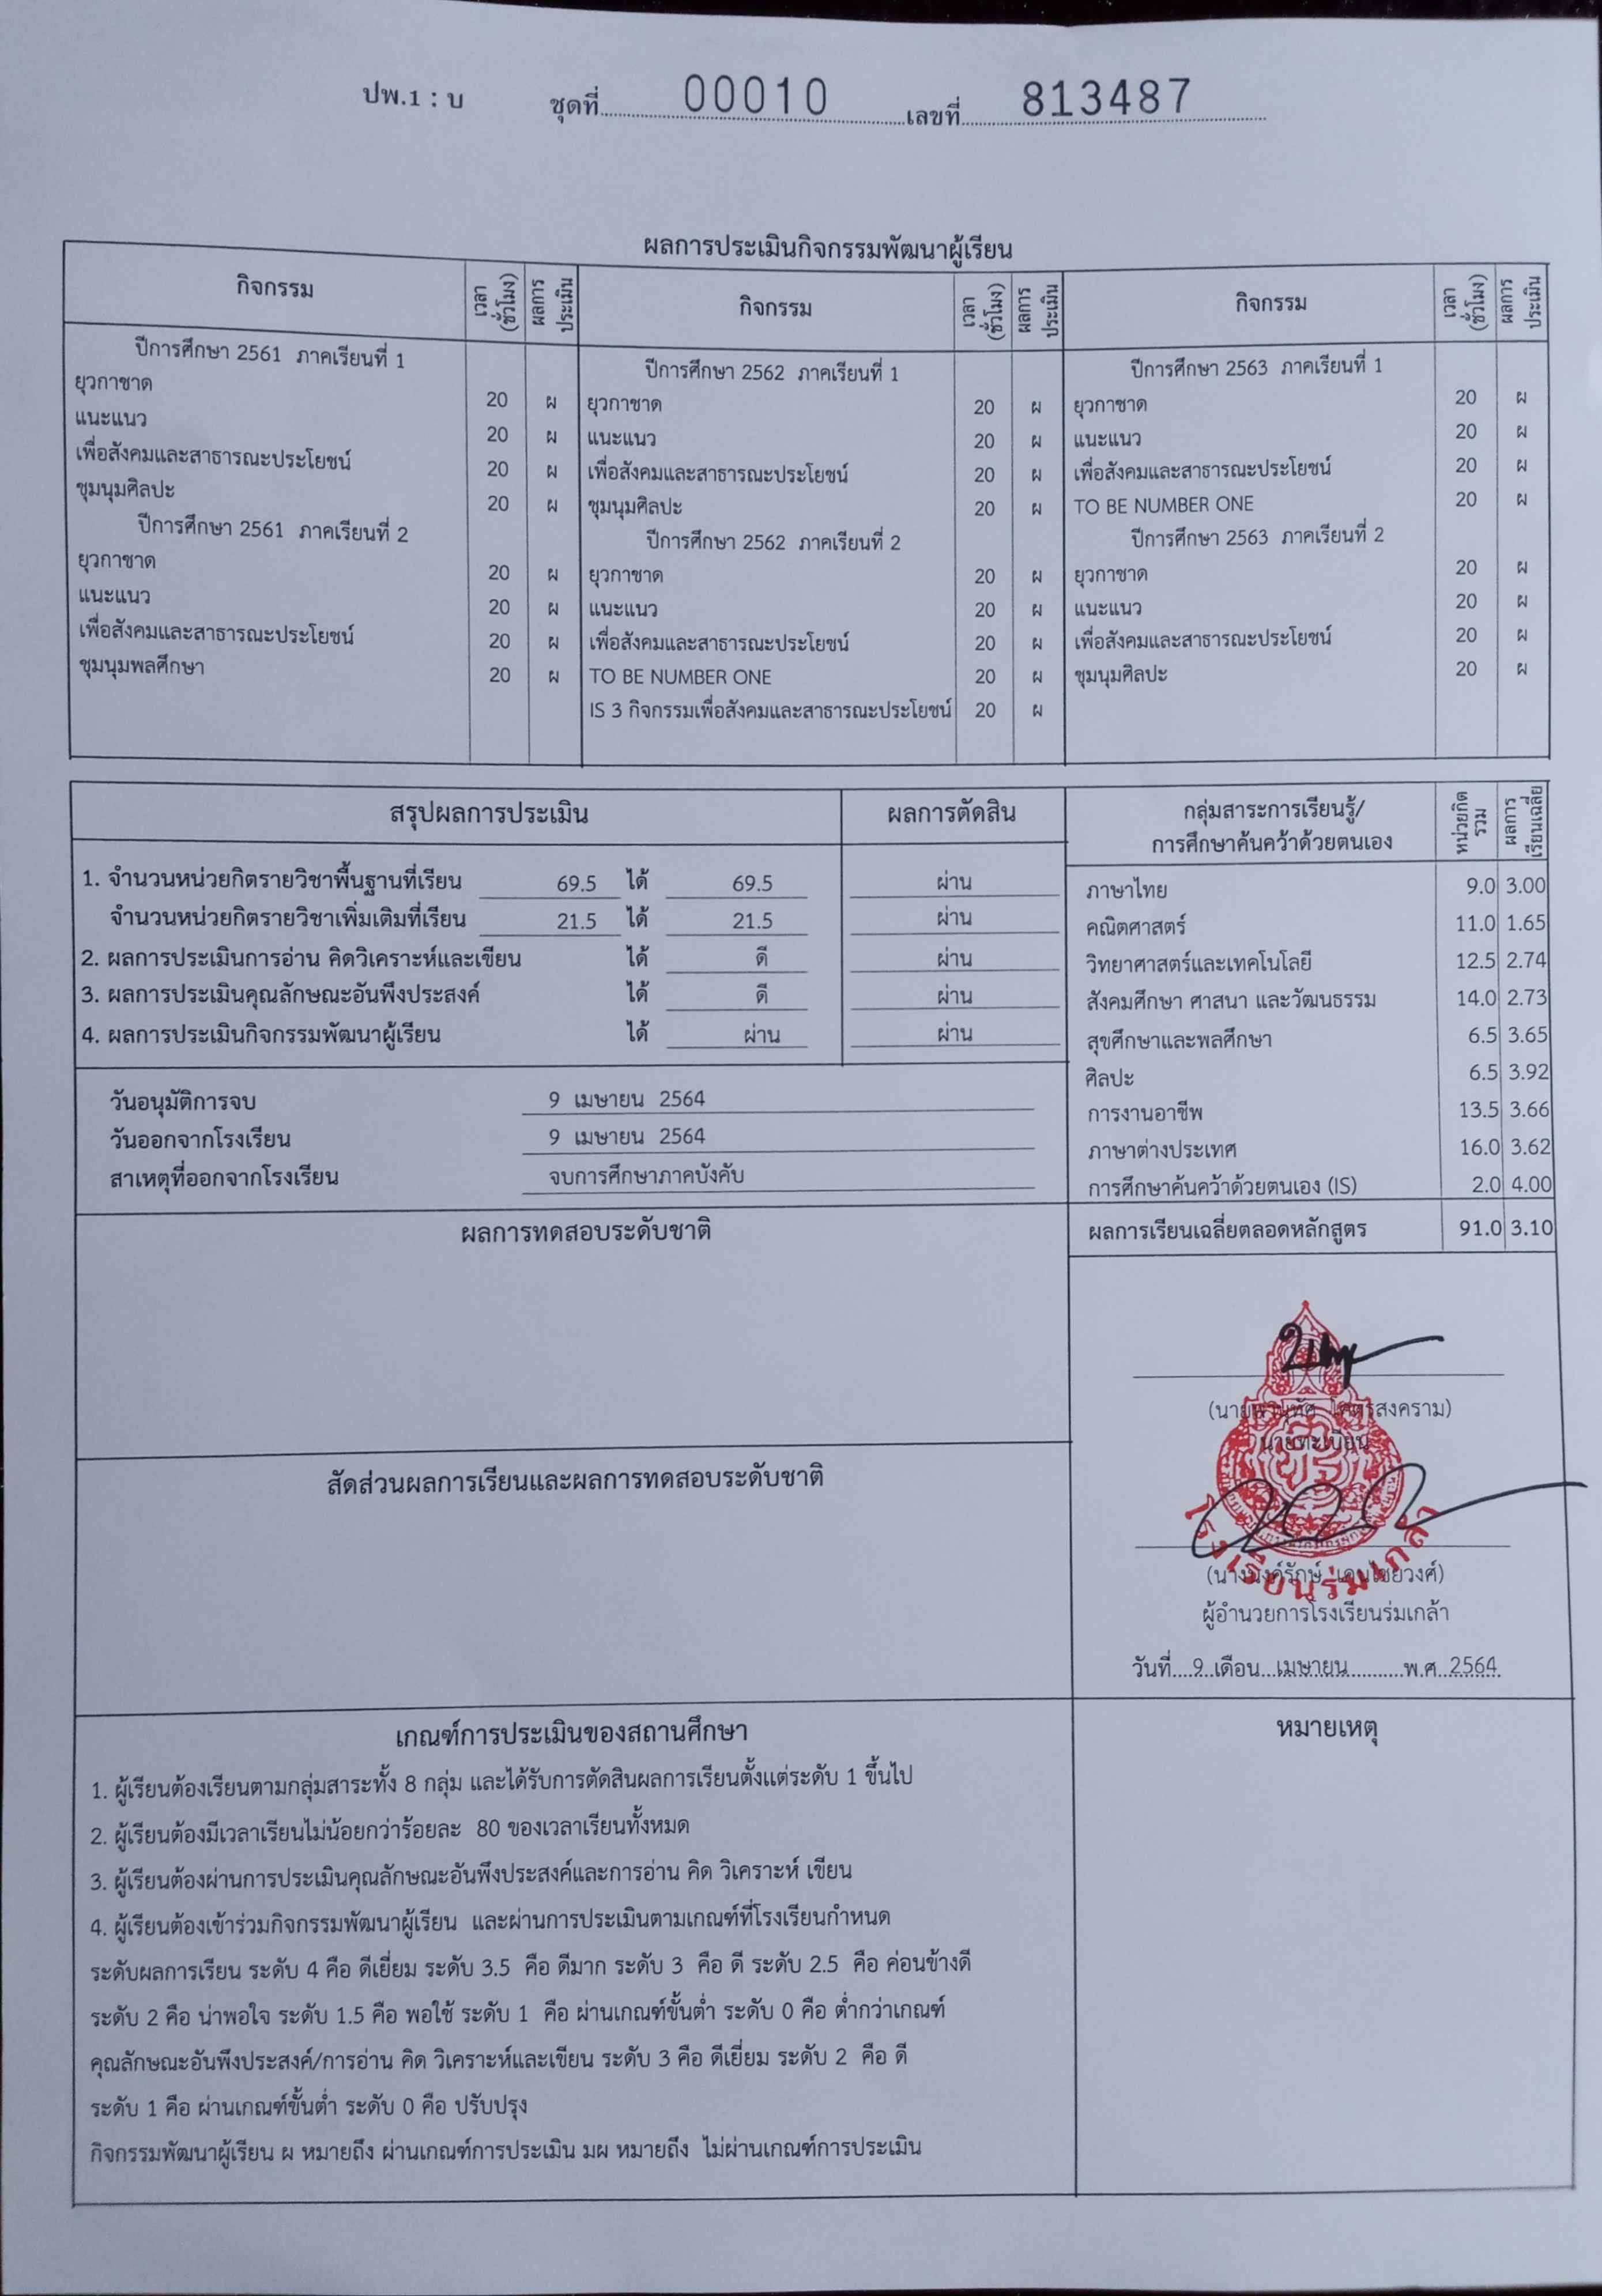 ปพ.1 : บ ชุดที่ 00010 เลขที่ 813487
ผลการประเมินกิจกรรมพัฒนาผู้เรียน
กิจกรรม เวลา (ชั่วโมง) ผลการประเมิน กิจกรรม เวลา (ชั่วโมง) ผลการประเมิน กิจกรรม เวลา (ชั่วโมง) ผลการประเมิน
ปีการศึกษา 2561 ภาคเรียนที่ 1 ปีการศึกษา 2562 ภาคเรียนที่ 1 ปีการศึกษา 2563 ภาคเรียนที่ 1
ยุวกาชาด 20 ผ ยุวกาชาด 20 ผ ยุวกาชาด 20 ผ
แนะแนว 20 ผ แนะแนว 20 ผ แนะแนว 20 ผ
เพื่อสังคมและสาธารณะประโยชน์ 20 ผ เพื่อสังคมและสาธารณะประโยชน์ 20 ผ เพื่อสังคมและสาธารณะประโยชน์ 20 ผ
ชุมนุมศิลปะ 20 ผ ชุมนุมศิลปะ 20 ผ TO BE NUMBER ONE 20 ผ
ปีการศึกษา 2561 ภาคเรียนที่ 2 ปีการศึกษา 2562 ภาคเรียนที่ 2 ปีการศึกษา 2563 ภาคเรียนที่ 2
ยุวกาชาด 20 ผ ยุวกาชาด 20 ผ ยุวกาชาด 20 ผ
แนะแนว 20 ผ แนะแนว 20 ผ แนะแนว 20 ผ
เพื่อสังคมและสาธารณะประโยชน์ 20 ผ เพื่อสังคมและสาธารณะประโยชน์ 20 ผ เพื่อสังคมและสาธารณะประโยชน์ 20 ผ
ชุมนุมพลศึกษา 20 ผ TO BE NUMBER ONE 20 ผ ชุมนุมศิลปะ 20 ผ
IS 3 กิจกรรมเพื่อสังคมและสาธารณะประโยชน์ 20 ผ
สรุปผลการประเมิน ผลการตัดสิน
1. จำนวนหน่วยกิตรายวิชาพื้นฐานที่เรียน 69.5 ได้ 69.5 ผ่าน
จำนวนหน่วยกิตรายวิชาเพิ่มเติมที่เรียน 21.5 ได้ 21.5 ผ่าน
2. ผลการประเมินการอ่าน คิดวิเคราะห์และเขียน ได้ ดี ผ่าน
3. ผลการประเมินคุณลักษณะอันพึงประสงค์ ได้ ดี ผ่าน
4. ผลการประเมินกิจกรรมพัฒนาผู้เรียน ได้ ผ่าน ผ่าน
วันอนุมัติการจบ 9 เมษายน 2564
วันออกจากโรงเรียน 9 เมษายน 2564
สาเหตุที่ออกจากโรงเรียน จบการศึกษาภาคบังคับ
กลุ่มสาระการเรียนรู้/
การศึกษาค้นคว้าด้วยตนเอง หน่วยกิตรวม ผลการเรียนเฉลี่ย
ภาษาไทย 9.0 3.00
คณิตศาสตร์ 11.0 1.65
วิทยาศาสตร์และเทคโนโลยี 12.5 2.74
สังคมศึกษา ศาสนา และวัฒนธรรม 14.0 2.73
สุขศึกษาและพลศึกษา 6.5 3.65
ศิลปะ 6.5 3.92
การงานอาชีพ 13.5 3.66
ภาษาต่างประเทศ 16.0 3.62
การศึกษาค้นคว้าด้วยตนเอง (IS) 2.0 4.00
ผลการเรียนเฉลี่ยตลอดหลักสูตร 91.0 3.10
ผลการทดสอบระดับชาติ
สัดส่วนผลการเรียนและผลการทดสอบระดับชาติ
นายทะเบียน
โรงเรียนร่มเกล้า
ผู้อำนวยการโรงเรียนร่มเกล้า
วันที่ 9 เดือน เมษายน พ.ศ. 2564
เกณฑ์การประเมินของสถานศึกษา
1. ผู้เรียนต้องเรียนตามกลุ่มสาระทั้ง 8 กลุ่ม และได้รับการตัดสินผลการเรียนตั้งแต่ระดับ 1 ขึ้นไป
2. ผู้เรียนต้องมีเวลาเรียนไม่น้อยกว่าร้อยละ 80 ของเวลาเรียนทั้งหมด
3. ผู้เรียนต้องผ่านการประเมินคุณลักษณะอันพึงประสงค์และการอ่าน คิด วิเคราะห์ เขียน
4. ผู้เรียนต้องเข้าร่วมกิจกรรมพัฒนาผู้เรียน และผ่านการประเมินตามเกณฑ์ที่โรงเรียนกำหนด
ระดับผลการเรียน ระดับ 4 คือ ดีเยี่ยม ระดับ 3.5 คือ ดีมาก ระดับ 3 คือ ดี ระดับ 2.5 คือ ค่อนข้างดี
ระดับ 2 คือ น่าพอใจ ระดับ 1.5 คือ พอใช้ ระดับ 1 คือ ผ่านเกณฑ์ขั้นต่ำ ระดับ 0 คือ ต่ำกว่าเกณฑ์
คุณลักษณะอันพึงประสงค์/การอ่าน คิด วิเคราะห์และเขียน ระดับ 3 คือ ดีเยี่ยม ระดับ 2 คือ ดี
ระดับ 1 คือ ผ่านเกณฑ์ขั้นต่ำ ระดับ 0 คือ ปรับปรุง
กิจกรรมพัฒนาผู้เรียน ผ หมายถึง ผ่านเกณฑ์การประเมิน มผ หมายถึง ไม่ผ่านเกณฑ์การประเมิน
หมายเหตุ